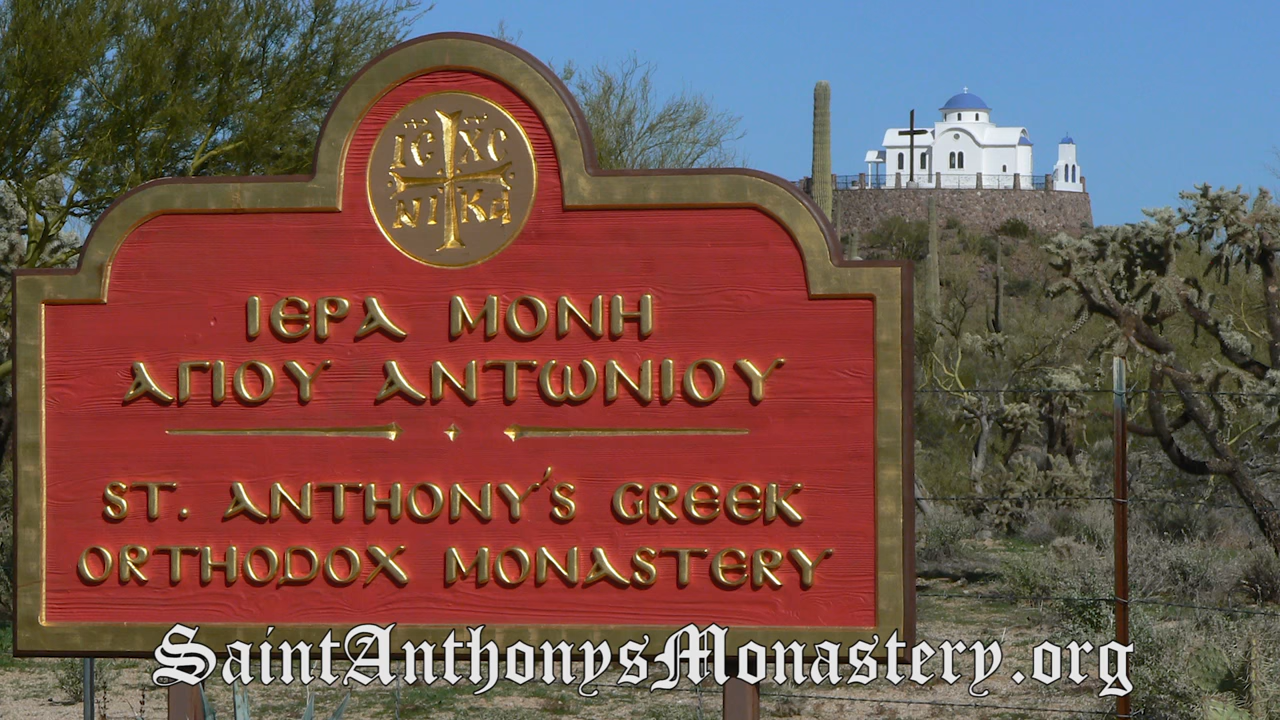 IC XC
NI KA
ΙΕΡΑ ΜΟΝΗ
ΑΓΙΟΥ ΑΝΤΩΝΙΟΥ
ST. ANTHONY'S GREEK
ORTHODOX MONASTERY
SaintAnthonysMonastery.org